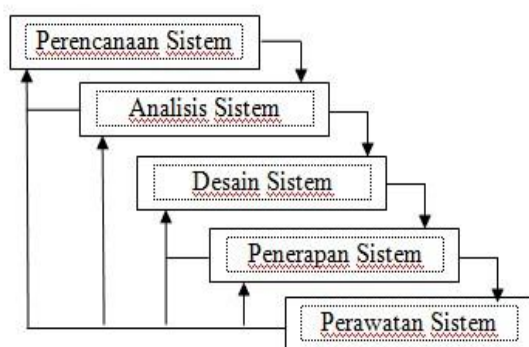 Perencanaan Sistem
Analisis Sistem
Desain Sistem
Penerapan Sistem
Perawatan Sistem